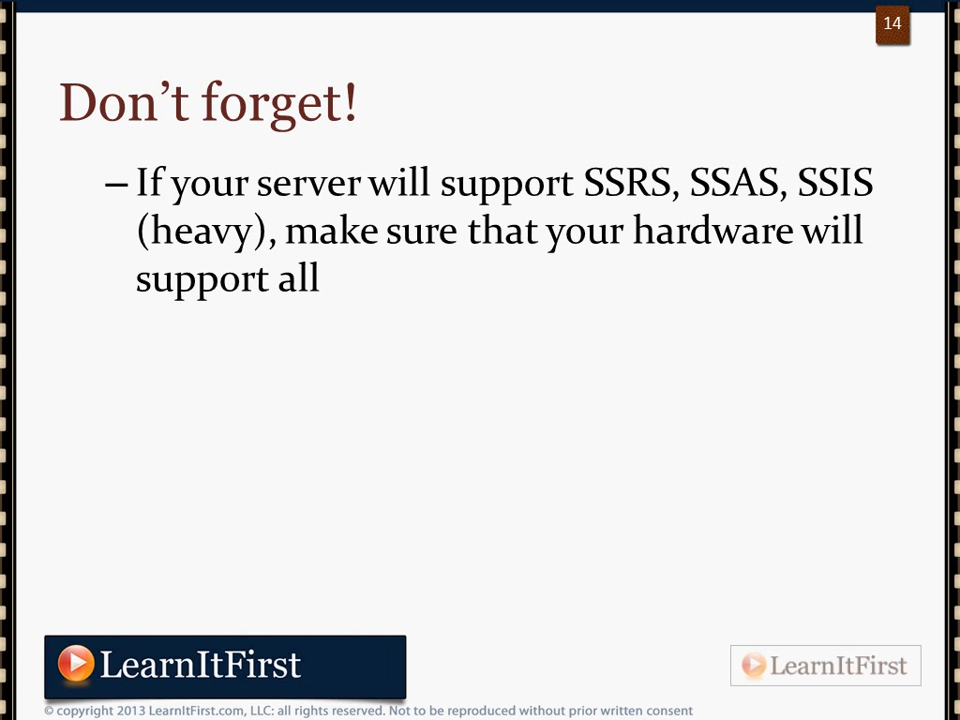 14
Don't forget!
– If your server will support SSRS, SSAS, SSIS
(heavy), make sure that your hardware will
support all
LearnItFirst
LearnItFirst
© copyright 2013 LearnItFirst.com, LLC: all rights reserved. Not to be reproduced without prior written consent